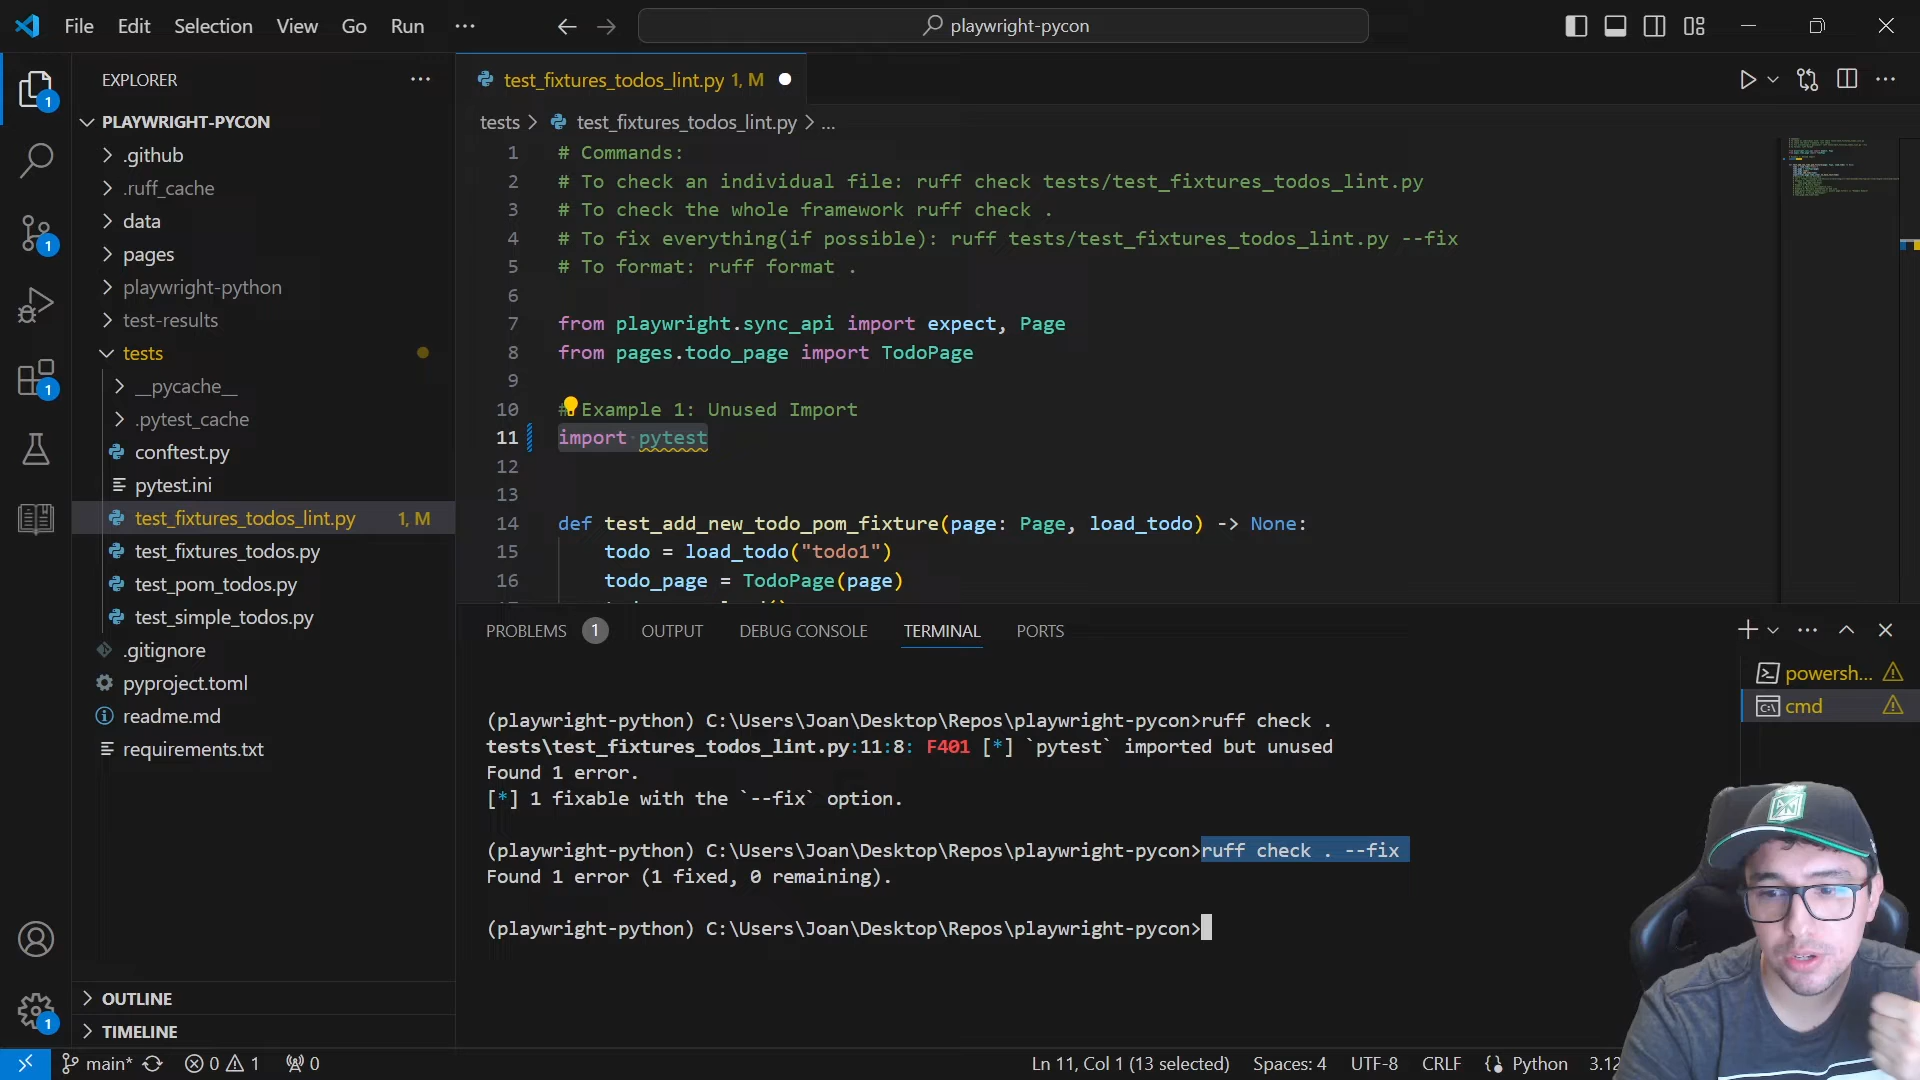 File Edit Selection View Go Run ··· playwright-pycon
EXPLORER ···
PLAYWRIGHT-PYCON
.github
.ruff_cache
data
pages
playwright-python
test-results
tests
__pycache__
.pytest_cache
conftest.py
pytest.ini
test_fixtures_todos_lint.py 1, M
test_fixtures_todos.py
test_pom_todos.py
test_simple_todos.py
.gitignore
pyproject.toml
readme.md
requirements.txt
OUTLINE
TIMELINE
1
1
1
1
test_fixtures_todos_lint.py 1, M
tests > test_fixtures_todos_lint.py > ...
1 # Commands:
2 # To check an individual file: ruff check tests/test_fixtures_todos_lint.py
3 # To check the whole framework ruff check .
4 # To fix everything(if possible): ruff tests/test_fixtures_todos_lint.py --fix
5 # To format: ruff format .
6
7 from playwright.sync_api import expect, Page
8 from pages.todo_page import TodoPage
9
10 # Example 1: Unused Import
11 import pytest
12
13
14 def test_add_new_todo_pom_fixture(page: Page, load_todo) -> None:
15 todo = load_todo("todo1")
16 todo_page = TodoPage(page)
PROBLEMS 1 OUTPUT DEBUG CONSOLE TERMINAL PORTS
powersh...
cmd
(playwright-python) C:\Users\Joan\Desktop\Repos\playwright-pycon>ruff check .
tests\test_fixtures_todos_lint.py:11:8: F401 [*] `pytest` imported but unused
Found 1 error.
[*] 1 fixable with the `--fix` option.
(playwright-python) C:\Users\Joan\Desktop\Repos\playwright-pycon>ruff check . --fix
Found 1 error (1 fixed, 0 remaining).
(playwright-python) C:\Users\Joan\Desktop\Repos\playwright-pycon>
main* 0 1 0 Ln 11, Col 1 (13 selected) Spaces: 4 UTF-8 CRLF Python 3.12